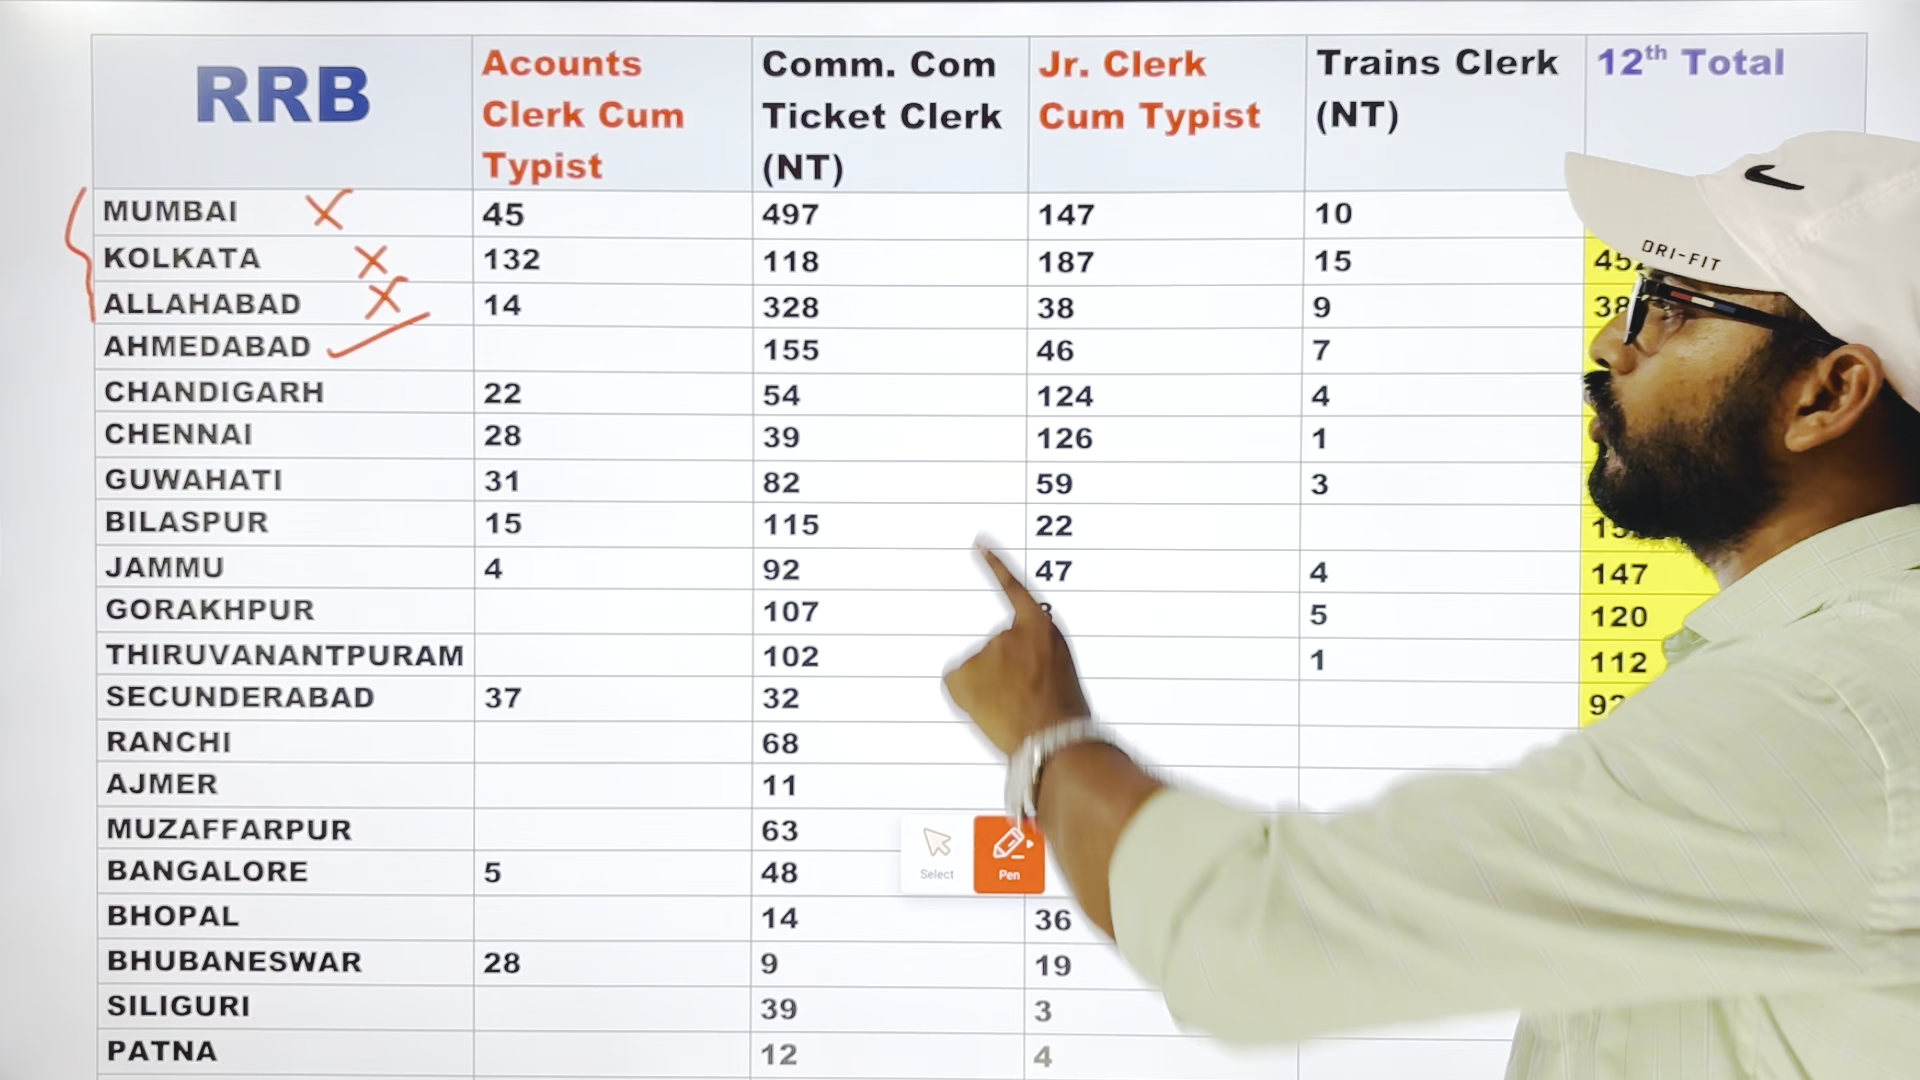 RRB Acounts Clerk Cum Typist Comm. Com Ticket Clerk (NT) Jr. Clerk Cum Typist Trains Clerk (NT) 12th Total
MUMBAI 45 497 147 10
KOLKATA 132 118 187 15
ALLAHABAD 14 328 38 9
AHMEDABAD 155 46 7
CHANDIGARH 22 54 124 4
CHENNAI 28 39 126 1
GUWAHATI 31 82 59 3
BILASPUR 15 115 22
JAMMU 4 92 47 4 147
GORAKHPUR 107 5 120
THIRUVANANTPURAM 102 1 112
SECUNDERABAD 37 32
RANCHI 68
AJMER 11
MUZAFFARPUR 63
BANGALORE 5 48
BHOPAL 14 36
BHUBANESWAR 28 9 19
SILIGURI 39 3
PATNA 12 4
Select Pen
DRI-FIT